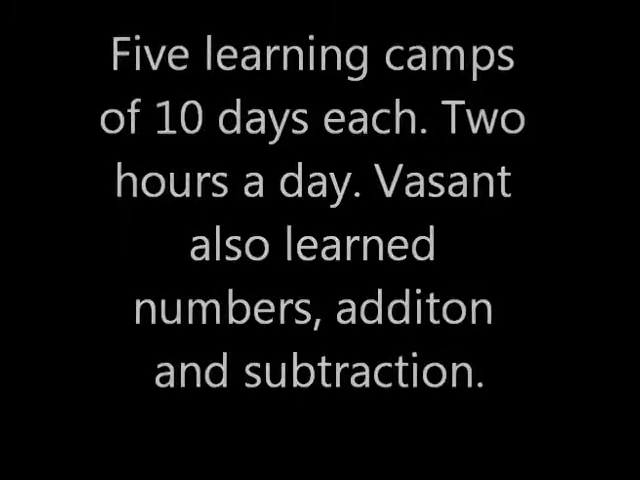 Five learning camps
of 10 days each. Two
hours a day. Vasant
also learned
numbers, additon
and subtraction.